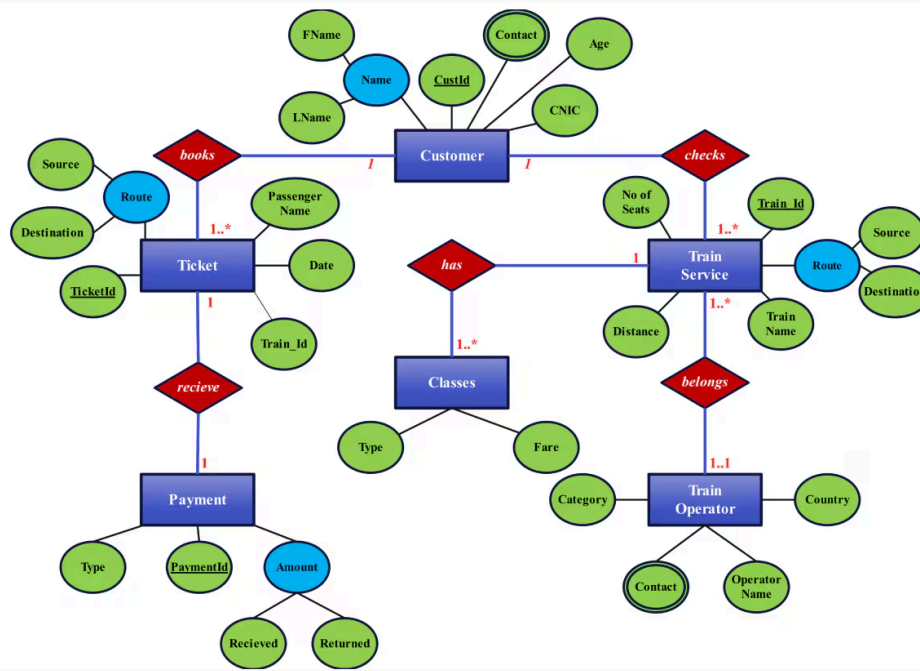 FName
Contact
Age
Name
CustId
LName
CNIC
books
1
Customer
1
checks
Source
Route
Destination
Passenger
Name
No of
Seats
Train_Id
Source
1..*
1..*
Ticket
Date
has
1
Train
Service
Route
TicketId
1
Train_Id
1..*
Distance
1..*
Train
Name
Destinatio
recieve
Classes
belongs
Type
Fare
1
1..1
Payment
Category
Train
Operator
Country
Type
PaymentId
Amount
Contact
Operator
Name
Recieved
Returned